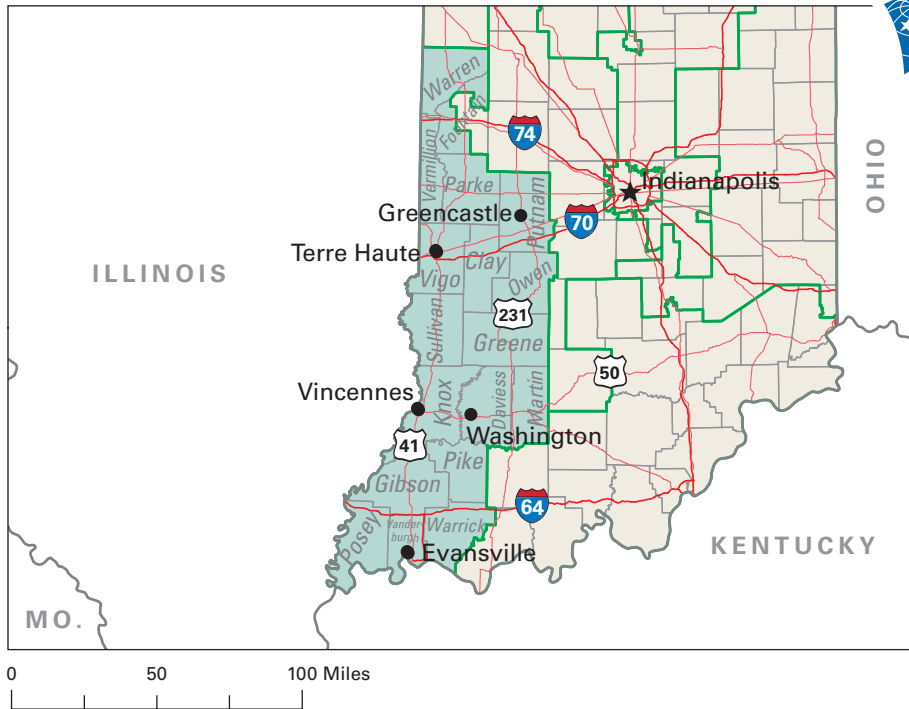 Warren
Fountain
Vermillion
74
OHIO
Parke
Indianapolis
Putnam
Greencastle
70
Terre Haute
Clay
ILLINOIS
Vigo
Owen
231
Sullivan
Greene
50
Vincennes
Knox
Daviess
Martin
Washington
41
Pike
Gibson
64
Posey
Vander-
burgh
Warrick
KENTUCKY
Evansville
MO.
0 50 100 Miles